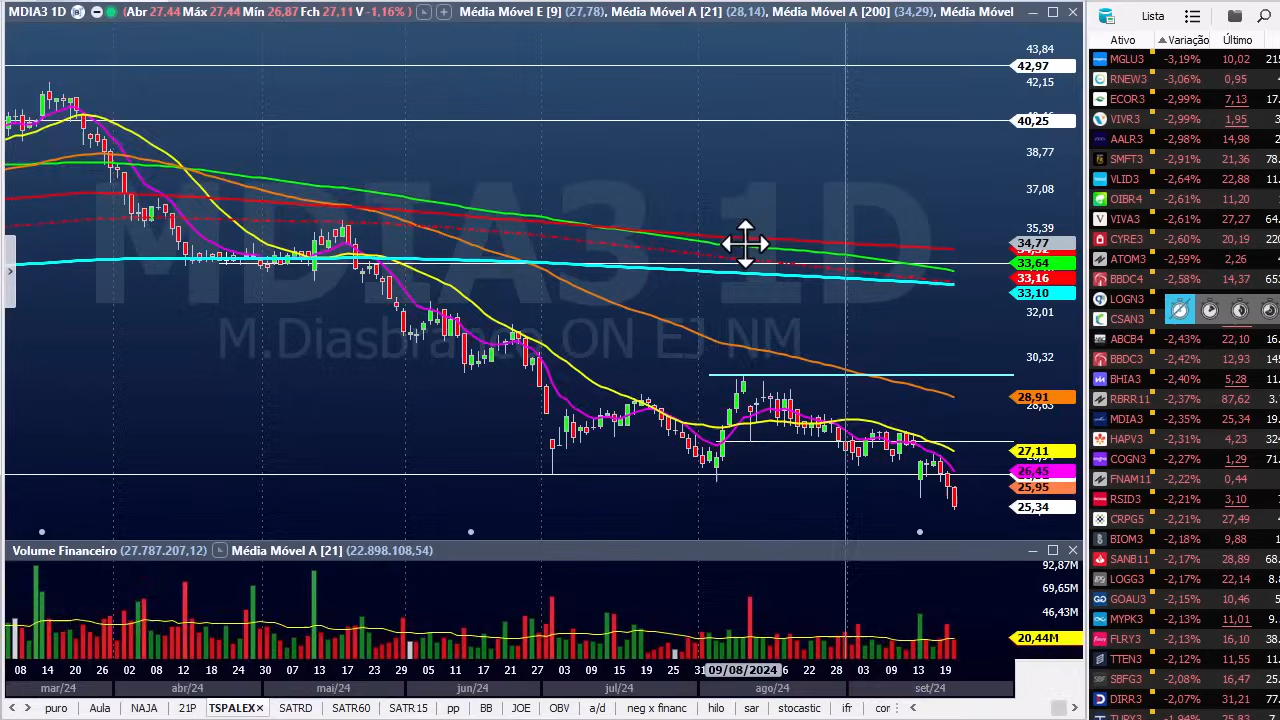 MDIA3 1D (Abr 27,44 Máx 27,44 Mín 26,87 Fch 27,11 V -1,16% ) Média Móvel E [9] (27,78), Média Móvel A [21] (28,14), Média Móvel A [200] (34,29), Média Móvel
MDIA3 1D
M.Diasbranco ON EJ NM
43,84
42,97
42,15
40,25
38,77
37,08
35,39
34,77
33,64
33,16
33,10
32,01
30,32
28,91
28,63
27,11
26,45
25,95
25,34
Volume Financeiro (27.787.207,12) Média Móvel A [21] (22.898.108,54)
92,87M
69,65M
46,43M
20,44M
08 14 20 26 02 08 12 18 24 30 07 13 17 23 29 05 11 17 21 27 03 09 15 19 25 31 09/08/2024 6 22 28 03 09 13 19
mar/24 abr/24 mai/24 jun/24 jul/24 ago/24 set/24
puro Aula NAJA 21P TSPALEX SATRD SATR60 SAR pp SD JOE 1D a/d neg x financ hilo sar stocastic ifr
Lista
Ativo Variação Último
MGLU3 -3,19% 10,02
RNEW3 -3,06% 0,95
ECOR3 -2,99% 7,13
VIVR3 -2,99% 1,95
AALR3 -2,98% 14,98
SMFT3 -2,91% 21,36
VLID3 -2,64% 22,88
OIBR4 -2,61% 11,20
VIVA3 -2,61% 27,27
CYRE3 -2,60% 20,19
ATOM3 -2,59% 2,26
BBDC4 -2,58% 14,37
LOGN3
CSAN3
ABCB4 -2,43% 22,10
BBDC3 -2,42% 12,93
BHIA3 -2,40% 5,28
RBRR11 -2,37% 87,62
MDIA3 -2,35% 25,34
HAPV3 -2,31% 4,23
COGN3 -2,27% 1,29
FNAM11 -2,22% 0,44
RSID3 -2,21% 3,10
CRPG5 -2,21% 27,49
BIOM3 -2,18% 9,88
SANB11 -2,17% 28,89
LOGG3 -2,17% 22,14
GOAU3 -2,15% 10,46
MYPK3 -2,13% 11,01
FLRY3 -2,13% 16,10
TTEN3 -2,12% 11,55
SBFG3 -2,12% 16,47
DIRR3 -2,07% 31,21